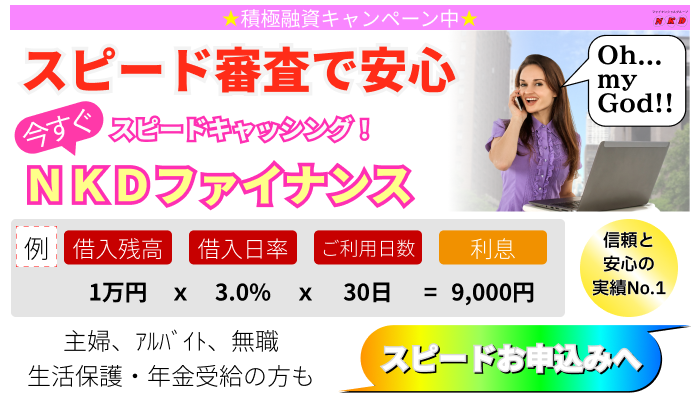 ★積極融資キャンペーン中★
NKD
スピード審査で安心
Oh...
my
God!!
今すぐ
スピードキャッシング！
ＮＫＤファイナンス
例 借入残高 借入日率 ご利用日数 利息
1万円 x 3.0% x 30日 = 9,000円
信頼と
安心の
実績No.1
主婦、ｱﾙﾊﾞｲﾄ、無職
生活保護・年金受給の方も
スピードお申込みへ